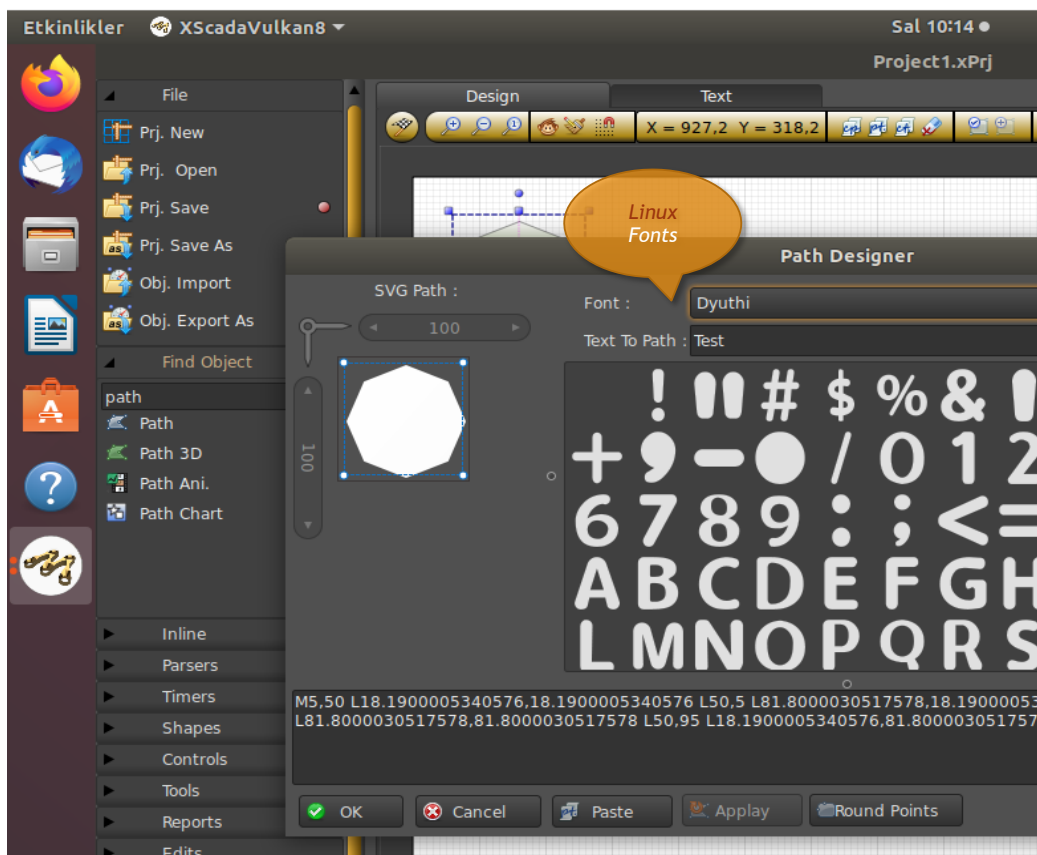 Etkinlikler XScadaVulkan8 Sal 10:14
Project1.xPrj
File
Prj. New
Prj. Open
Prj. Save
Prj. Save As
Obj. Import
Obj. Export As
Find Object
path
Path
Path 3D
Path Ani.
Path Chart
Inline
Parsers
Timers
Shapes
Controls
Tools
Reports
Edits
Design Text
X = 927,2 Y = 318,2
Linux
Fonts
Path Designer
SVG Path :
100
100
Font : Dyuthi
Text To Path : Test
! " # $ % &
+ , - . / 0 1 2
6 7 8 9 : ; < =
A B C D E F G H
L M N O P Q R S
M5,50 L18.1900005340576,18.1900005340576 L50,5 L81.8000030517578,18.19000053
L81.8000030517578,81.8000030517578 L50,95 L18.1900005340576,81.800003051757
OK Cancel Paste Applay Round Points